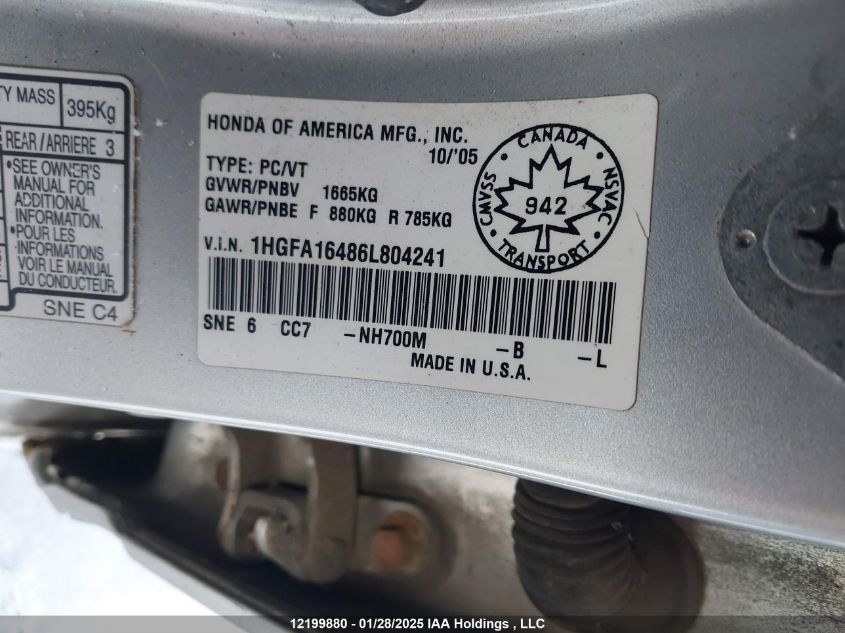 TY MASS 395Kg
REAR/ARRIERE 3
•SEE OWNER'S
MANUAL FOR
ADDITIONAL
INFORMATION.
•POUR LES
INFORMATIONS
VOIR LE MANUAL
DU CONDUCTEUR.
SNE C4
HONDA OF AMERICA MFG., INC.
10/'05
TYPE: PC/VT
GVWR/PNBV 1665KG
GAWR/PNBE F 880KG R 785KG
V.I.N. 1HGFA16486L804241
CANADA
CMVSS
942
NSVAC
TRANSPORT
SNE 6 CC7 -NH700M -B -L
MADE IN U.S.A.
12199880 - 01/28/2025 IAA Holdings , LLC